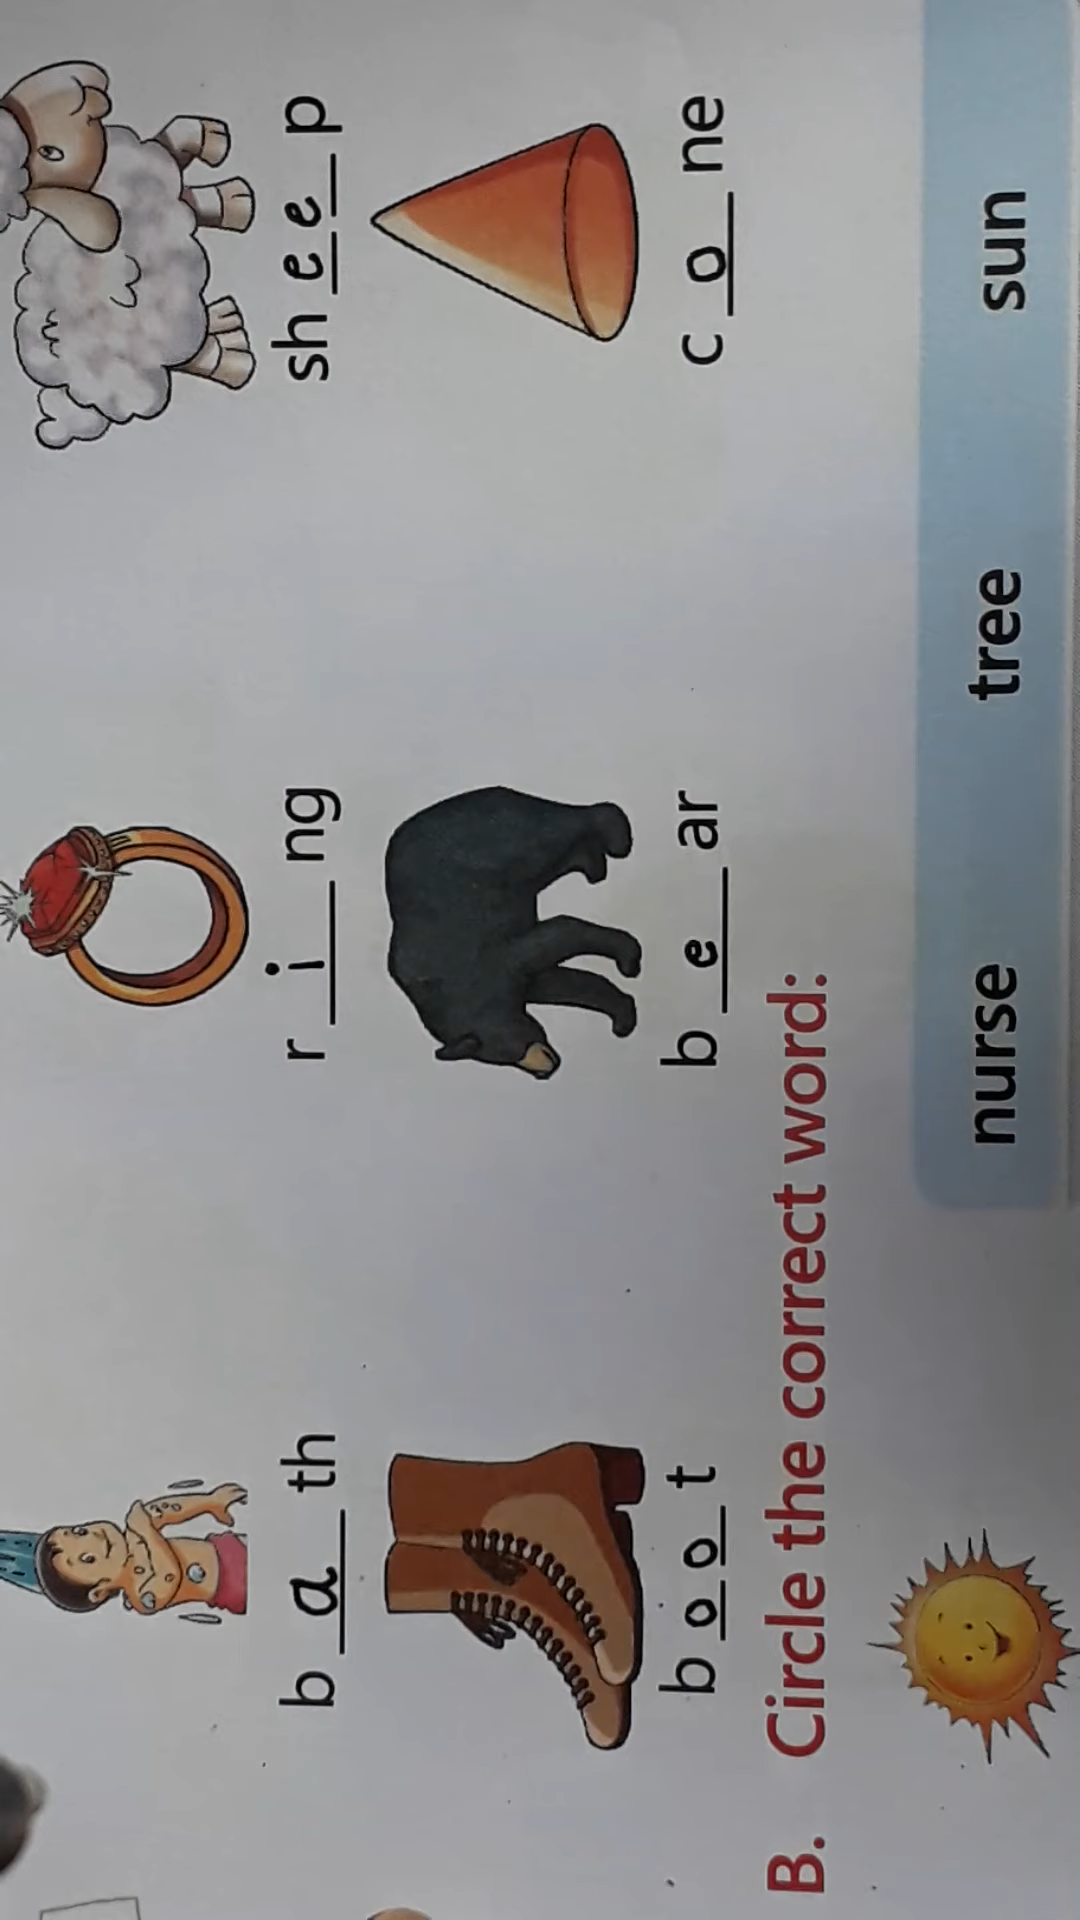 b a th r i ng sh e e p
b o o t b e ar c o ne
B. Circle the correct word:
nurse tree sun